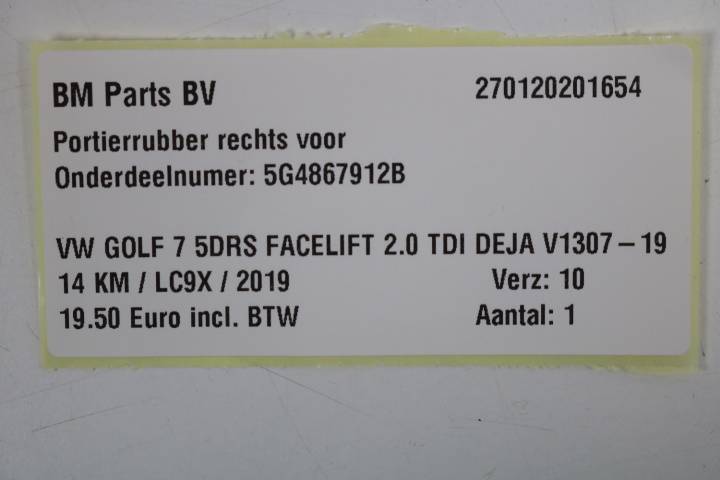 BM Parts BV 270120201654
Portierrubber rechts voor
Onderdeelnumer: 5G4867912B
VW GOLF 7 5DRS FACELIFT 2.0 TDI DEJA V1307-19
14 KM / LC9X / 2019 Verz: 10
19.50 Euro incl. BTW Aantal: 1